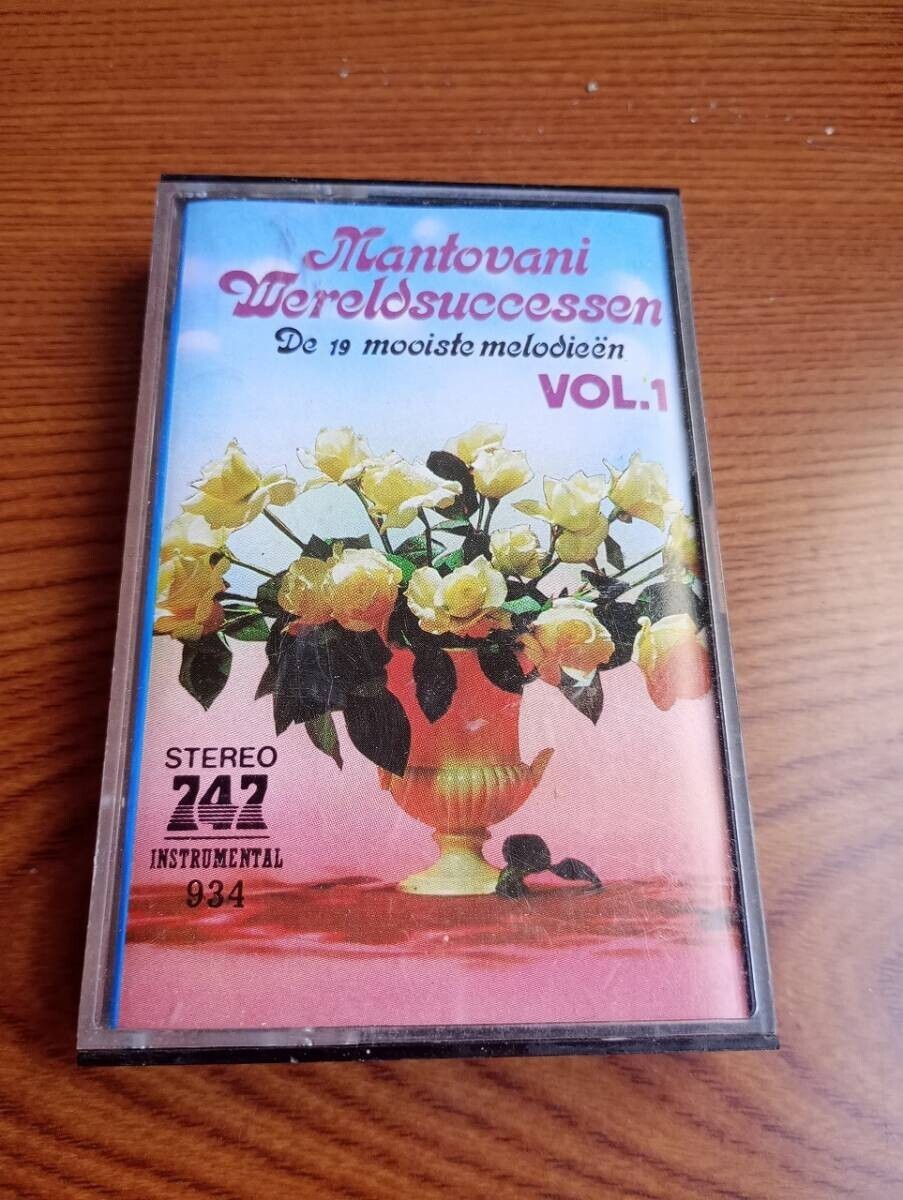 Mantovani
Wereldsuccessen
De 19 mooiste melodieën
VOL.1
STEREO
747
INSTRUMENTAL
934